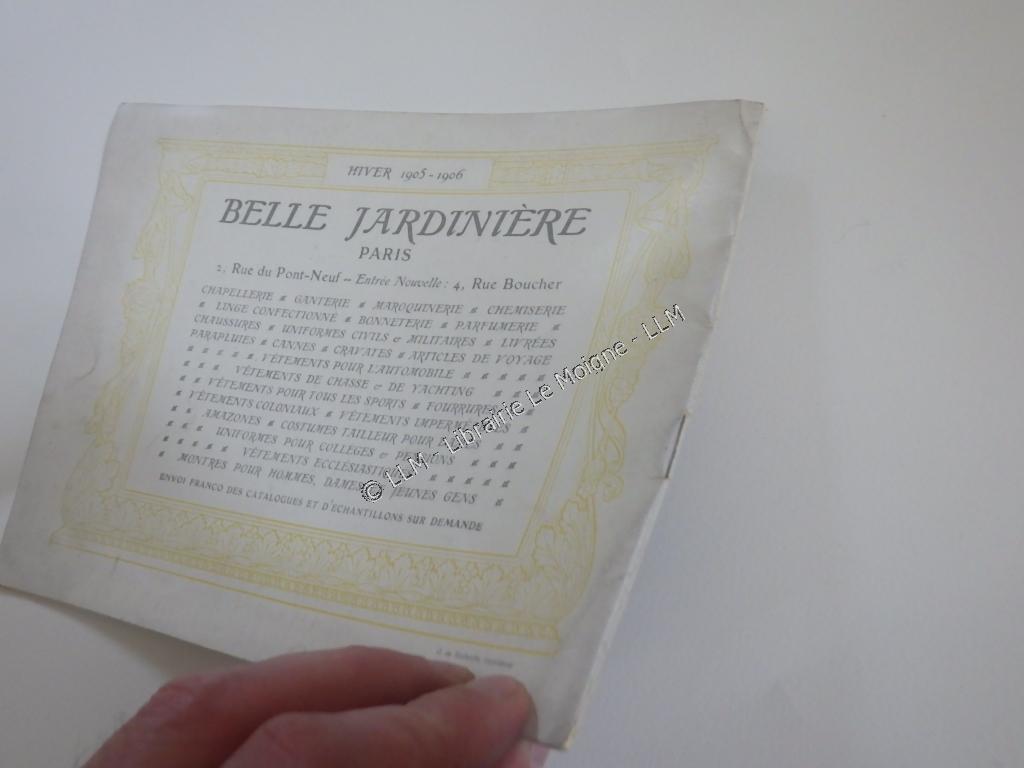 HIVER 1905-1906
BELLE JARDINIÈRE
PARIS
2, Rue du Pont-Neuf — Entrée Nouvelle : 4, Rue Boucher
CHAPELLERIE GANTERIE MAROQUINERIE CHEMISERIE
LINGE CONFECTIONNÉ BONNETERIE PARFUMERIE
CHAUSSURES UNIFORMES CIVILS & MILITAIRES LIVRÉES
PARAPLUIES CANNES CRAVATES ARTICLES DE VOYAGE
VÊTEMENTS POUR L'AUTOMOBILE
VÊTEMENTS DE CHASSE & DE YACHTING
VÊTEMENTS POUR TOUS LES SPORTS FOURRURES
VÊTEMENTS COLONIAUX VÊTEMENTS
AMAZONES COSTUMES TAILLEUR POUR
UNIFORMES POUR COLLÈGES & PENSIONS
VÊTEMENTS ECCLÉSIASTIQUES
MONTRES POUR HOMMES, DAMES & JEUNES GENS
ENVOI FRANCO DES CATALOGUES ET D'ÉCHANTILLONS SUR DEMANDE
© LLM - Librairie Le Moigne - LLM